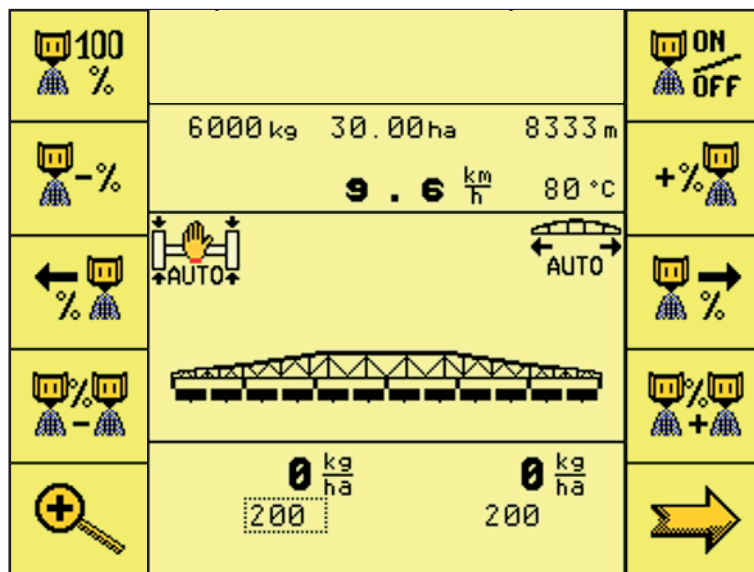 100
%
ON
OFF
6000 kg 30.00 ha 8333 m
-%
9.6 km/h 80 °C
+%
AUTO
AUTO
%
%
%
-
%
+
0 kg/ha 0 kg/ha
200 200